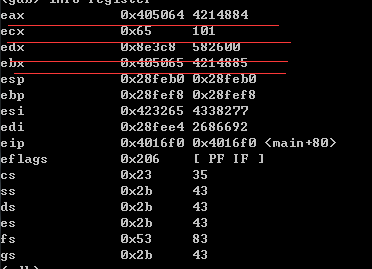 (gdb) info register
eax 0x405064 4214884
ecx 0x65 101
edx 0x8e3c8 582600
ebx 0x405065 4214885
esp 0x28feb0 0x28feb0
ebp 0x28fef8 0x28fef8
esi 0x423265 4338277
edi 0x28fee4 2686692
eip 0x4016f0 0x4016f0 <main+80>
eflags 0x206 [ PF IF ]
cs 0x23 35
ss 0x2b 43
ds 0x2b 43
es 0x2b 43
fs 0x53 83
gs 0x2b 43